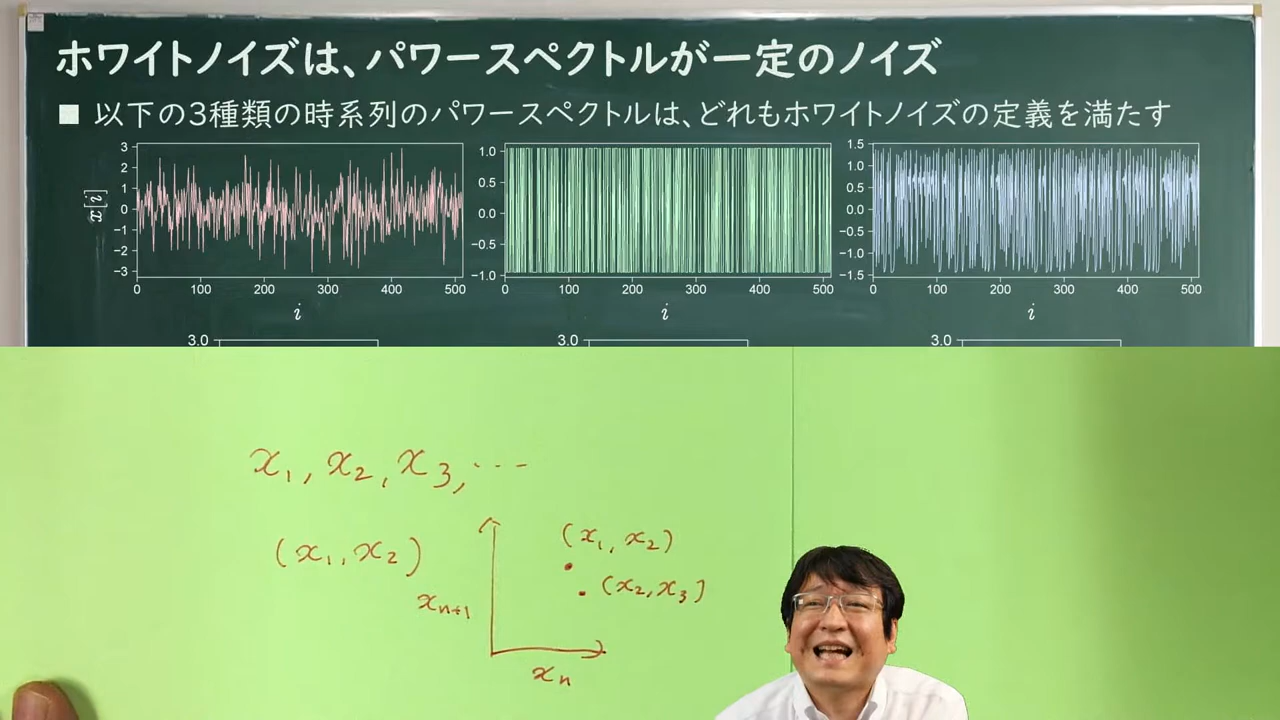 ホワイトノイズは、パワースペクトルが一定のノイズ
■ 以下の3種類の時系列のパワースペクトルは、どれもホワイトノイズの定義を満たす
x[i]
3
2
1
0
−1
−2
−3
0 100 200 300 400 500
i
1.0
0.5
0.0
−0.5
−1.0
0 100 200 300 400 500
i
1.5
1.0
0.5
0.0
−0.5
−1.0
−1.5
0 100 200 300 400 500
i
3.0 3.0 3.0
x1, x2, x3, ...
(x1, x2)
xn+1
xn
(x1, x2)
(x2, x3)